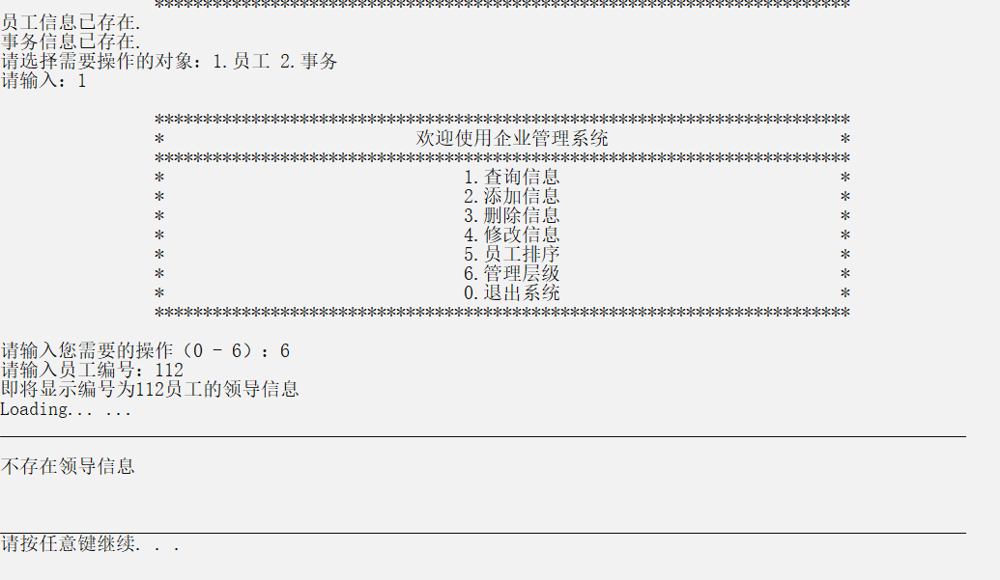 ************************************************************************
员工信息已存在.
事务信息已存在.
请选择需要操作的对象：1.员工 2.事务
请输入：1
************************************************************************
* 欢迎使用企业管理系统 *
************************************************************************
* 1.查询信息 *
* 2.添加信息 *
* 3.删除信息 *
* 4.修改信息 *
* 5.员工排序 *
* 6.管理层级 *
* 0.退出系统 *
************************************************************************
请输入您需要的操作（0 - 6）：6
请输入员工编号：112
即将显示编号为112员工的领导信息
Loading... ...
不存在领导信息
请按任意键继续. . .